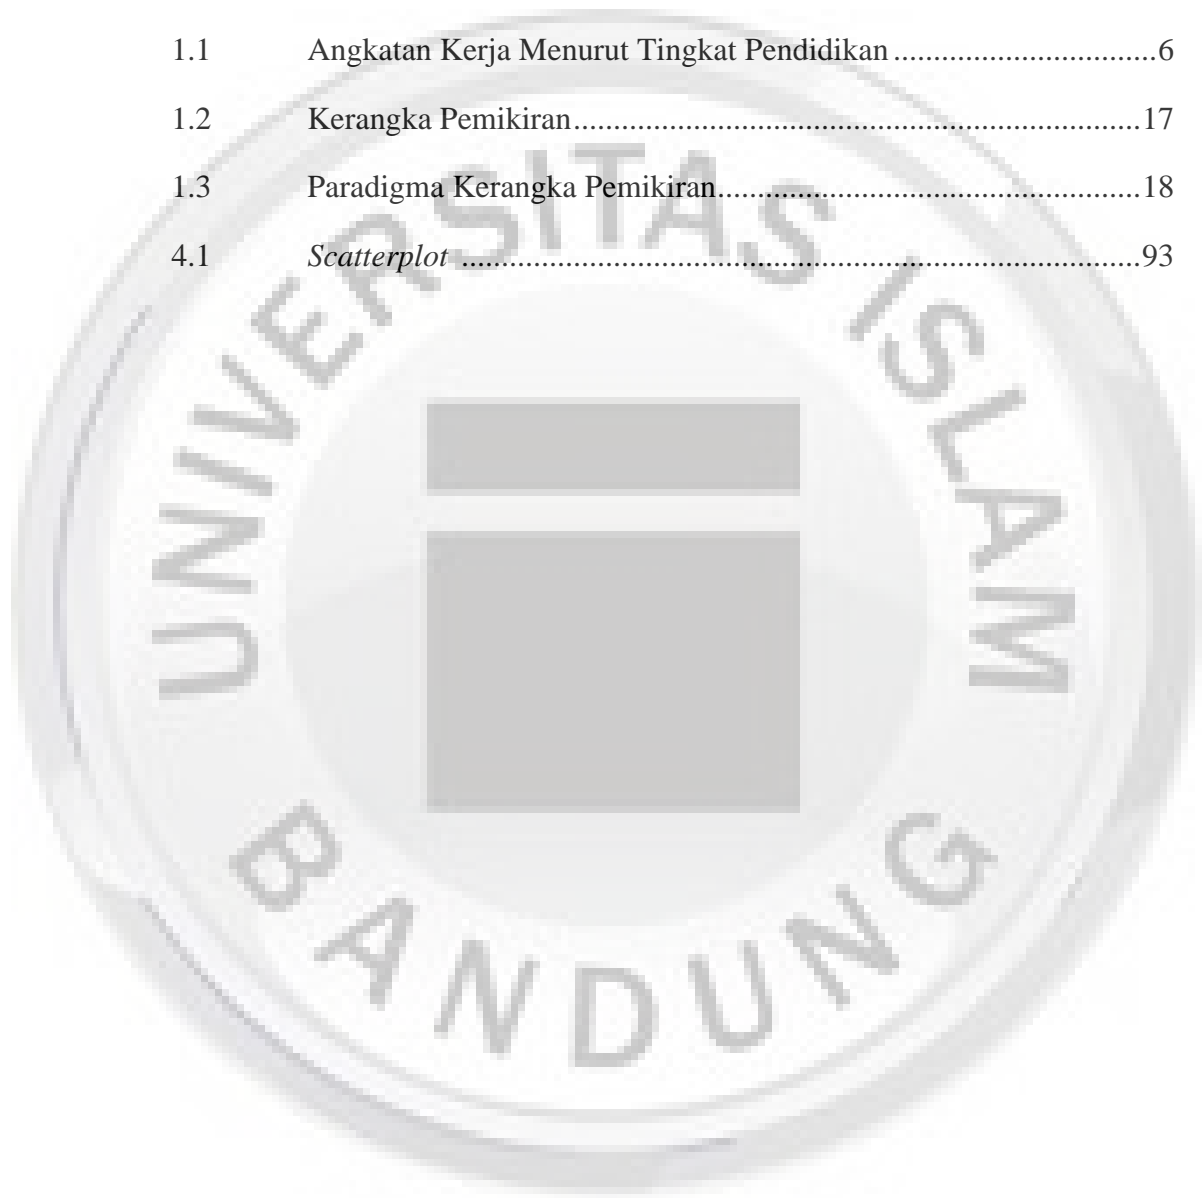 1.1 Angkatan Kerja Menurut Tingkat Pendidikan .................................6
1.2 Kerangka Pemikiran.......................................................................17
1.3 Paradigma Kerangka Pemikiran.....................................................18
4.1 Scatterplot .....................................................................................93
UNIVERSITAS ISLAM
BANDUNG